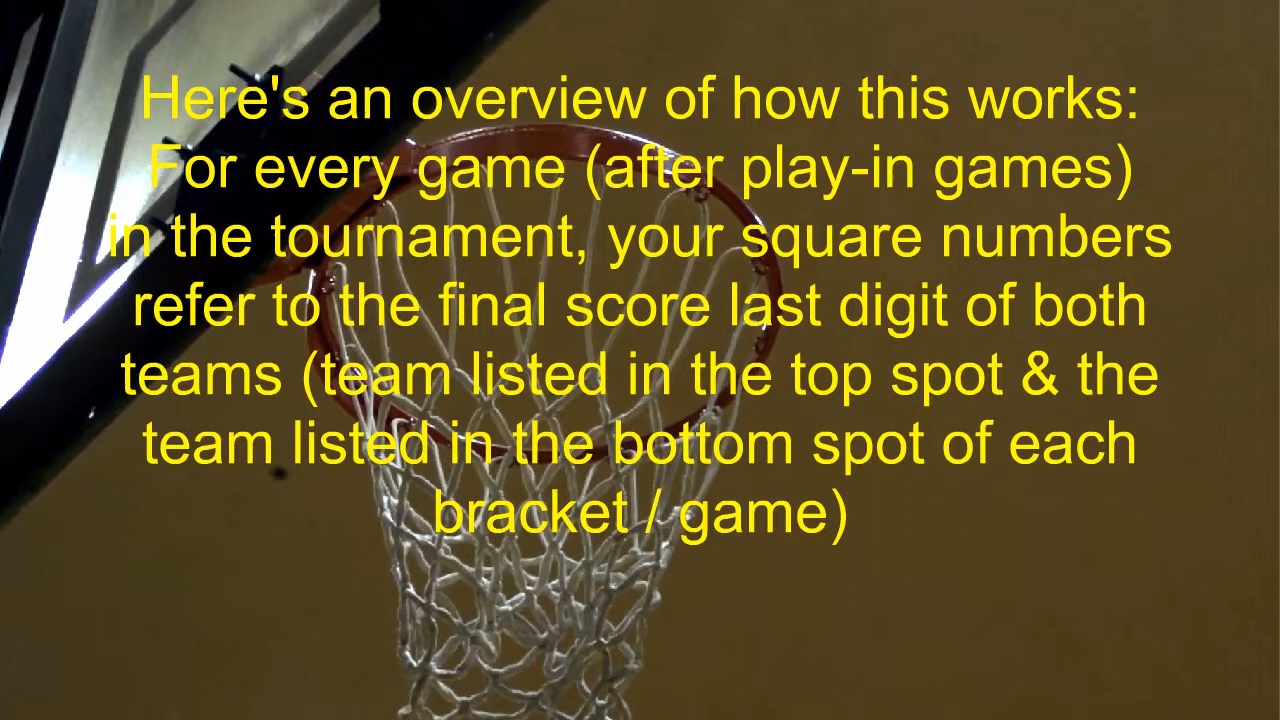 Here's an overview of how this works:
For every game (after play-in games)
in the tournament, your square numbers
refer to the final score last digit of both
teams (team listed in the top spot & the
team listed in the bottom spot of each
bracket / game)